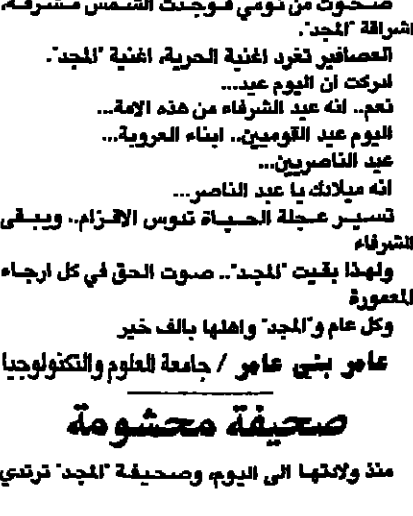 صحوت من نومي فوجدت الشمس مشرقة،
اشراقة "المجد".
العصافير تغرد اغنية الحرية، اغنية "المجد".
ادركت ان اليوم عيد...
نعم.. انه عيد الشرفاء من هذه الامة...
اليوم عيد القوميين.. ابناء العروبة...
عيد الناصريين...
انه ميلادك يا عبد الناصر...
تسير عجلة الحياة تدوس الاقزام.. ويبقى
الشرفاء
ولهذا بقيت "المجد".. صوت الحق في كل ارجاء
المعمورة
وكل عام و"المجد" واهلها بالف خير
عامر بني عامر / جامعة العلوم والتكنولوجيا
صحيفة محشومة
منذ ولادتها الى اليوم، وصحيفة "المجد" ترتدي